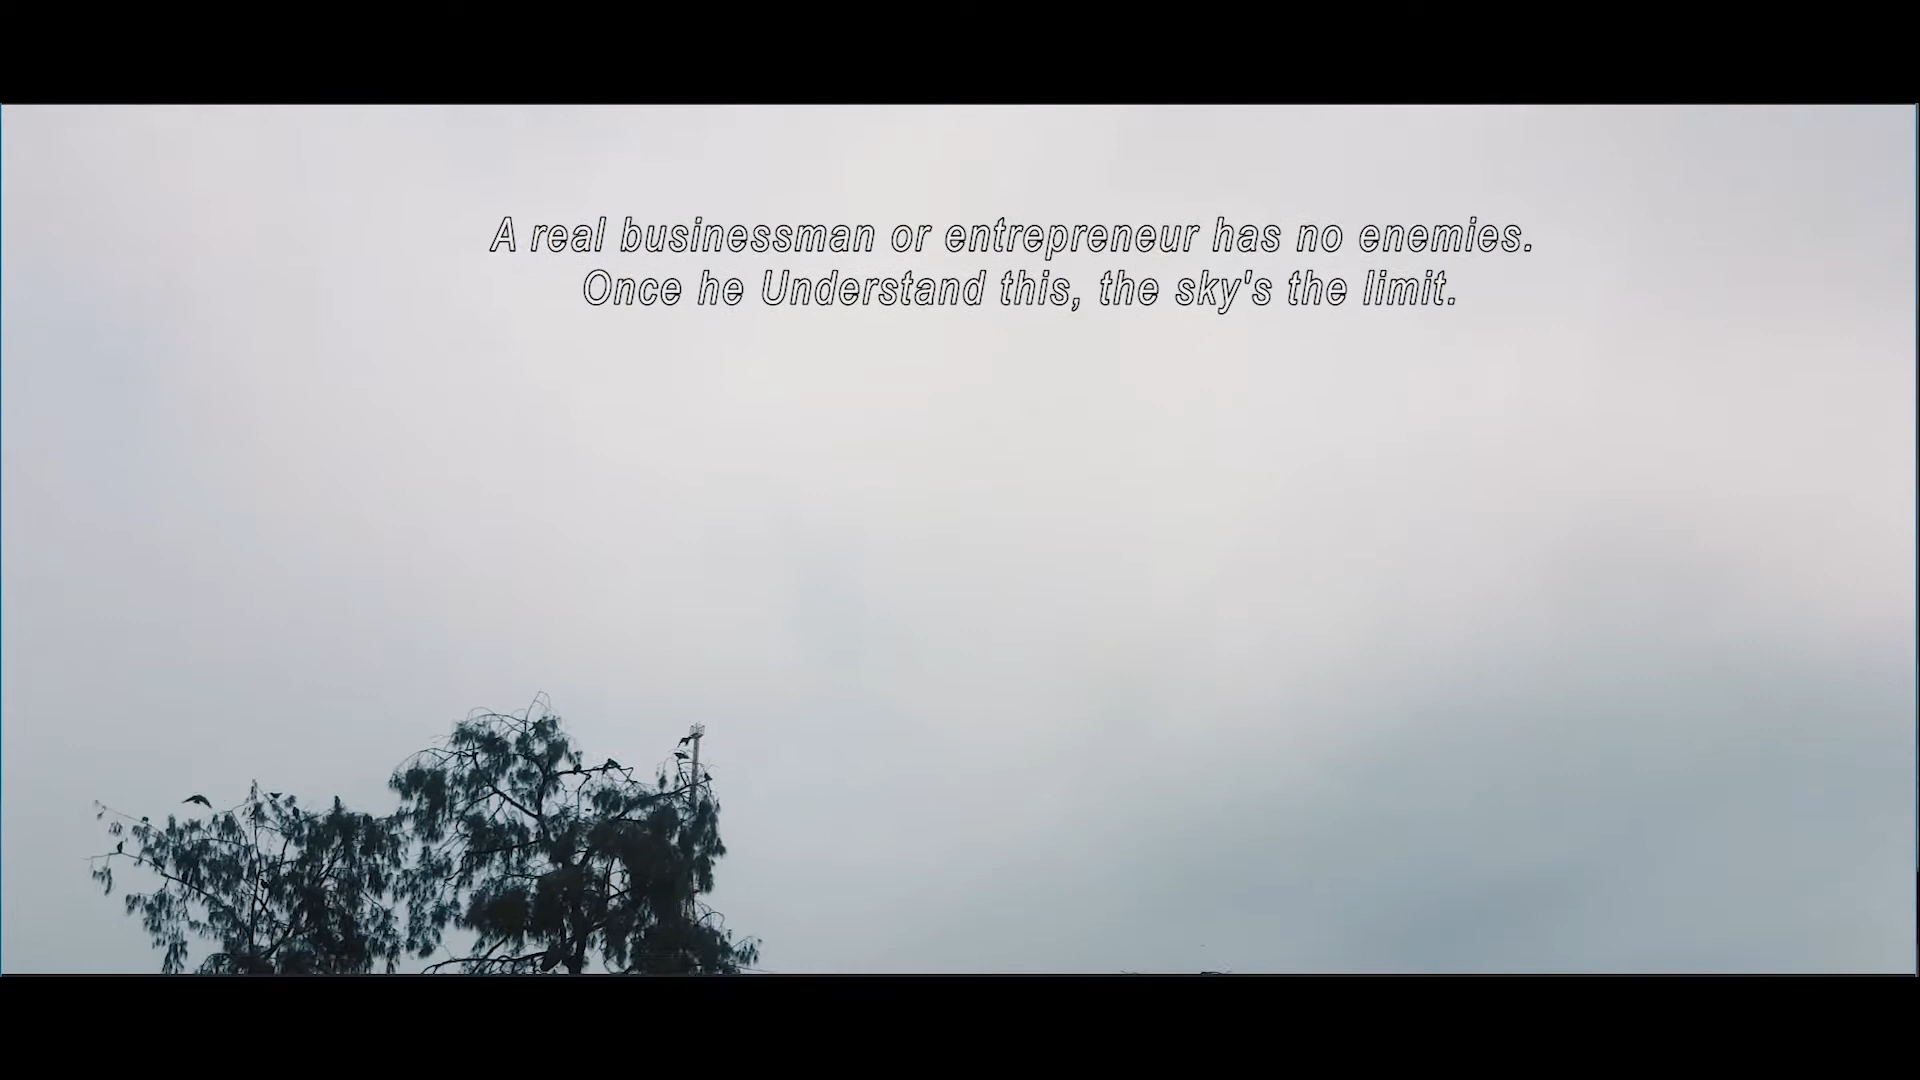 A real businessman or entrepreneur has no enemies.
Once he Understand this, the sky's the limit.